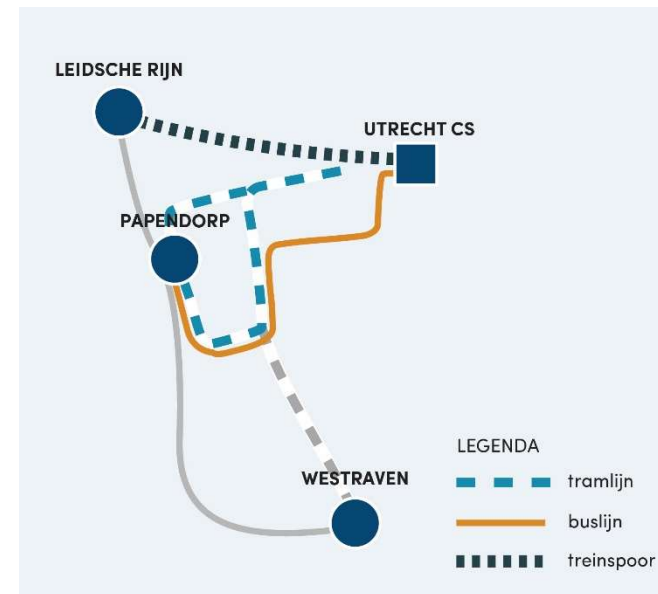 LEIDSCHE RIJN
UTRECHT CS
PAPENDORP
WESTRAVEN
LEGENDA
tramlijn
buslijn
treinspoor